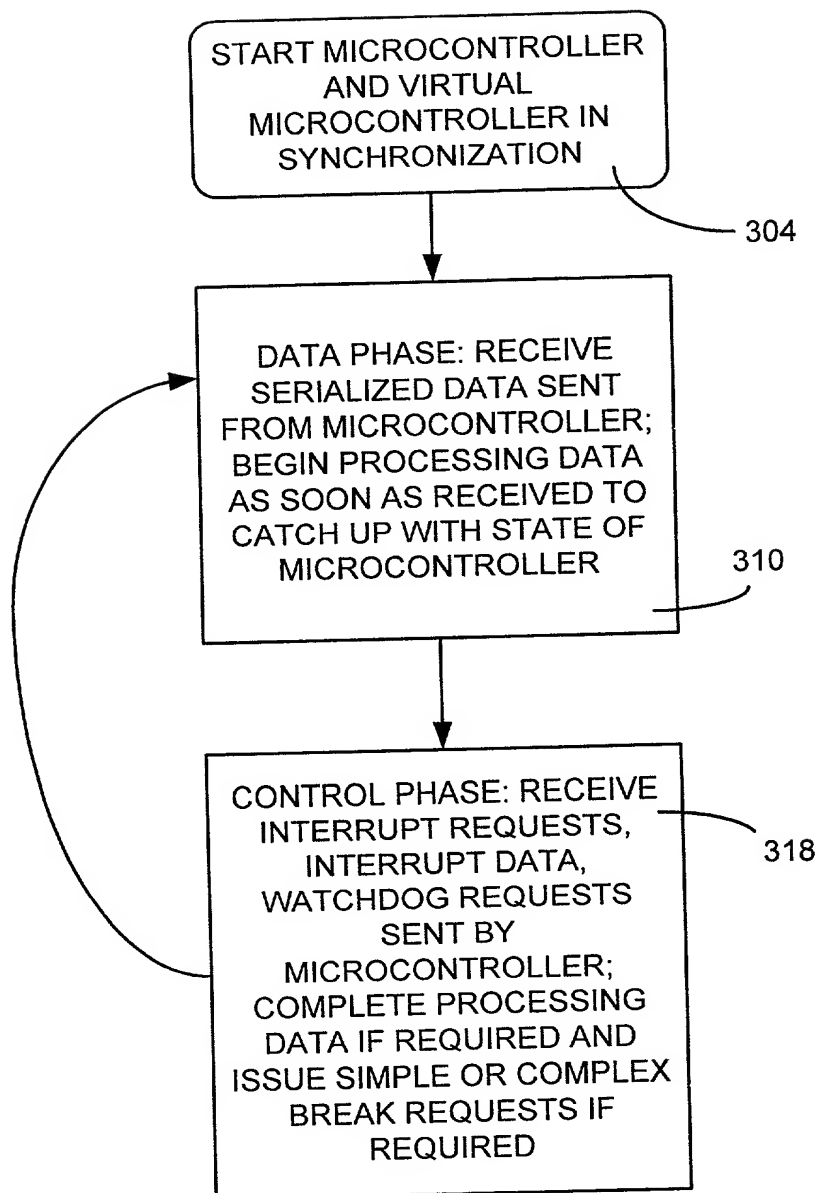 START MICROCONTROLLER
AND VIRTUAL
MICROCONTROLLER IN
SYNCHRONIZATION
304
DATA PHASE: RECEIVE
SERIALIZED DATA SENT
FROM MICROCONTROLLER;
BEGIN PROCESSING DATA
AS SOON AS RECEIVED TO
CATCH UP WITH STATE OF
MICROCONTROLLER
310
CONTROL PHASE: RECEIVE
INTERRUPT REQUESTS,
INTERRUPT DATA,
WATCHDOG REQUESTS
SENT BY
MICROCONTROLLER;
COMPLETE PROCESSING
DATA IF REQUIRED AND
ISSUE SIMPLE OR COMPLEX
BREAK REQUESTS IF
REQUIRED
318